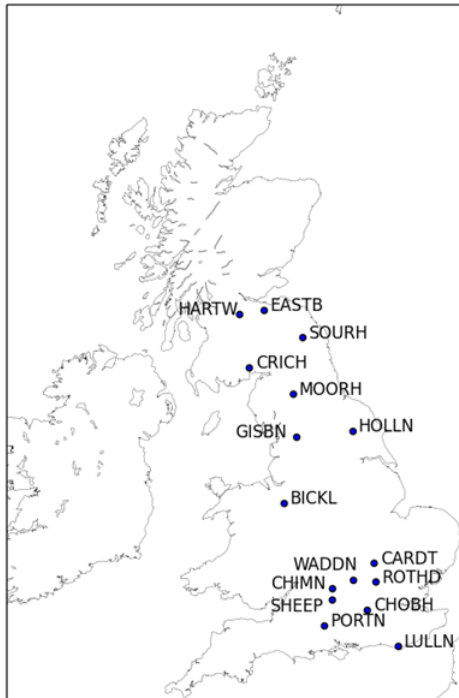 HARTW
EASTB
SOURH
CRICH
MOORH
GISBN
HOLLN
BICKL
WADDN
CARDT
CHIMN
ROTHD
SHEEP
CHOBH
PORTN
LULLN